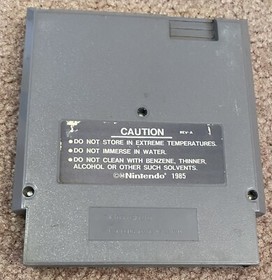 CAUTION REV-A
•DO NOT STORE IN EXTREME TEMPERATURES.
•DO NOT IMMERSE IN WATER.
•DO NOT CLEAN WITH BENZENE, THINNER,
ALCOHOL OR OTHER SUCH SOLVENTS.
©®Nintendo 1985